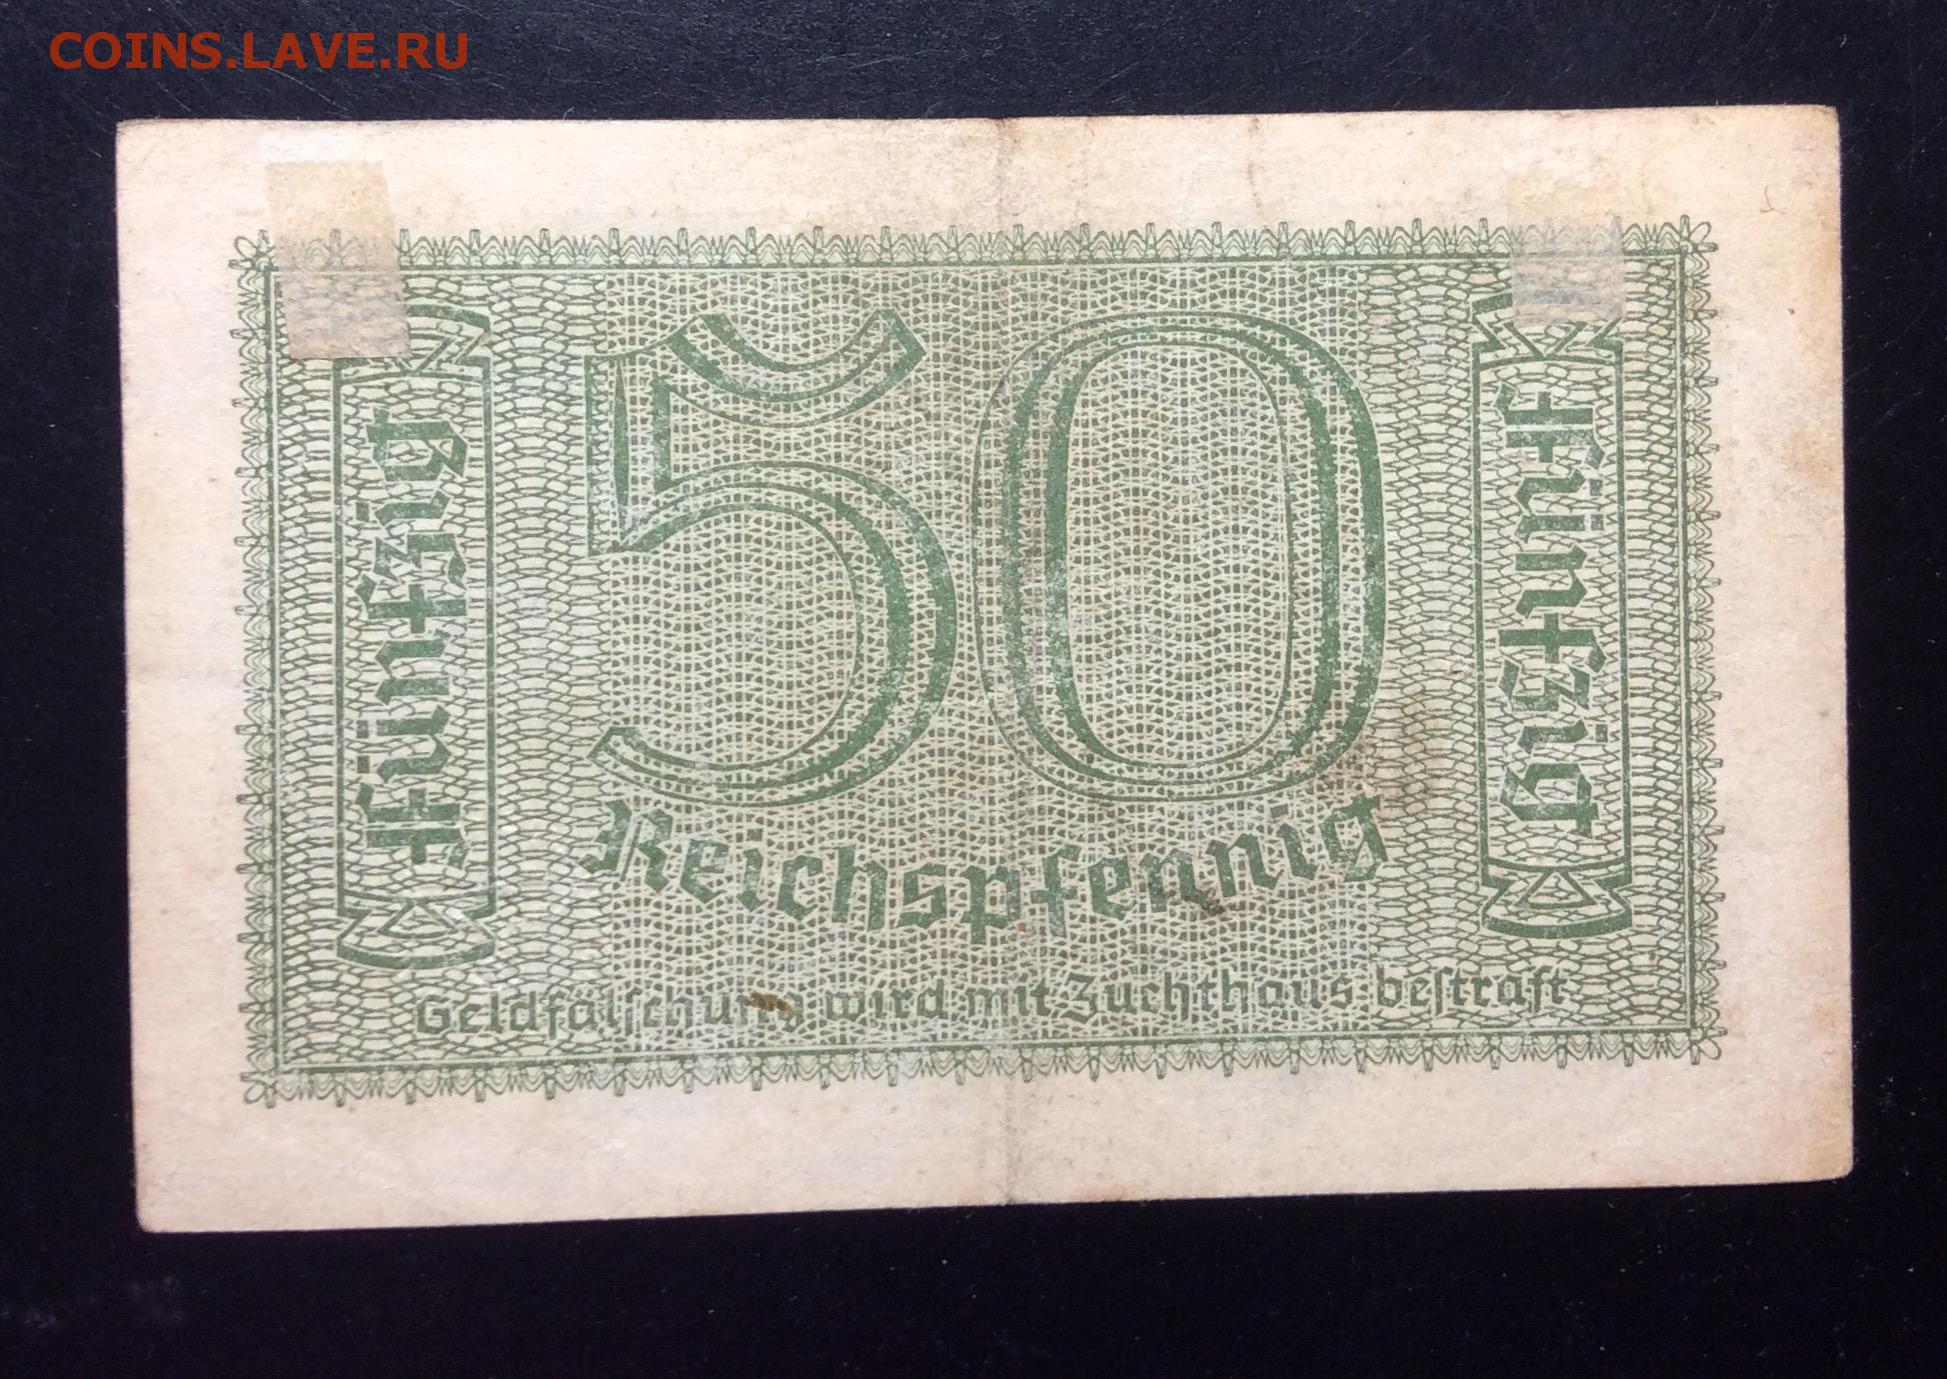 COINS.LAVE.RU
Fünfzig
50
Fünfzig
Reichspfennig
Geldfälſchung wird mit Zuchthaus beſtraft